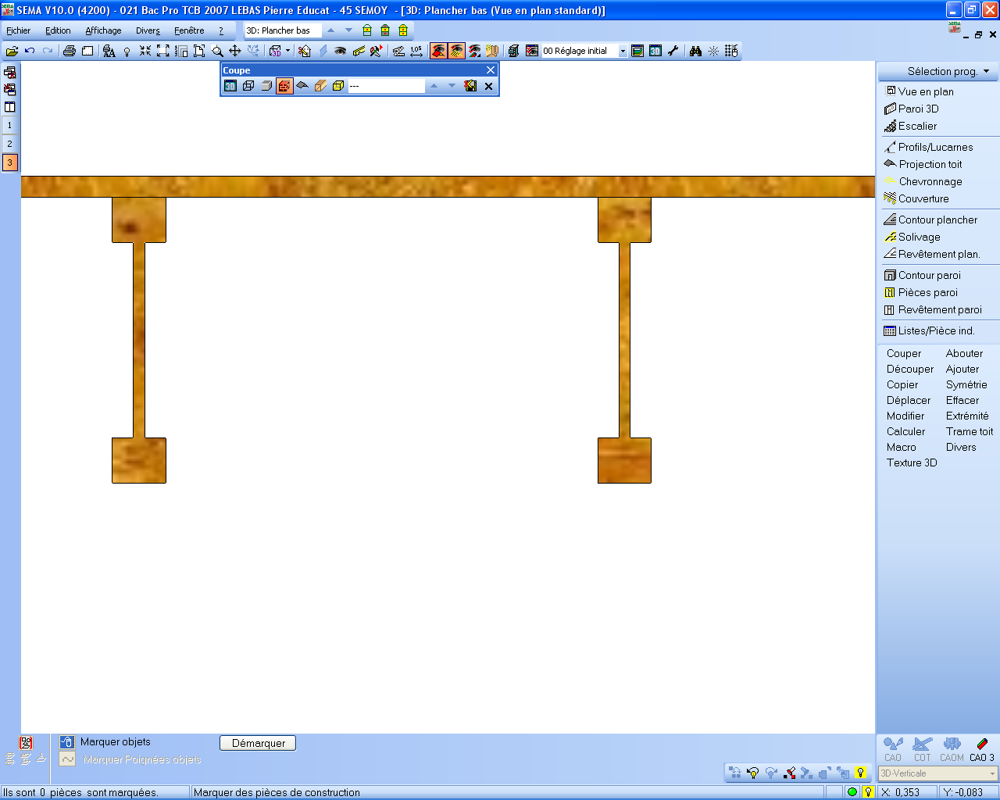 SEMA V10.0 (4200) - 021 Bac Pro TCB 2007 LEBAS Pierre Educat - 45 SEMOY - [3D: Plancher bas (Vue en plan standard)]
Fichier Edition Affichage Divers Fenêtre ? 3D: Plancher bas
3D 1,05 00 Réglage initial 3D
Coupe
3D ---
1
2
3
Sélection prog.
Vue en plan
Paroi 3D
Escalier
Profils/Lucarnes
Projection toit
Chevronnage
Couverture
Contour plancher
Solivage
Revêtement plan.
Contour paroi
Pièces paroi
Revêtement paroi
Listes/Pièce ind.
Couper Abouter
Découper Ajouter
Copier Symétrie
Déplacer Effacer
Modifier Extrémité
Calculer Trame toit
Macro Divers
Texture 3D
Marquer objets Démarquer
Marquer Poignées objets
CAO COT CAOM CAO 3
3D-Verticale
Ils sont 0 pièces sont marquées. Marquer des pièces de construction X: 0,353 Y: -0,083